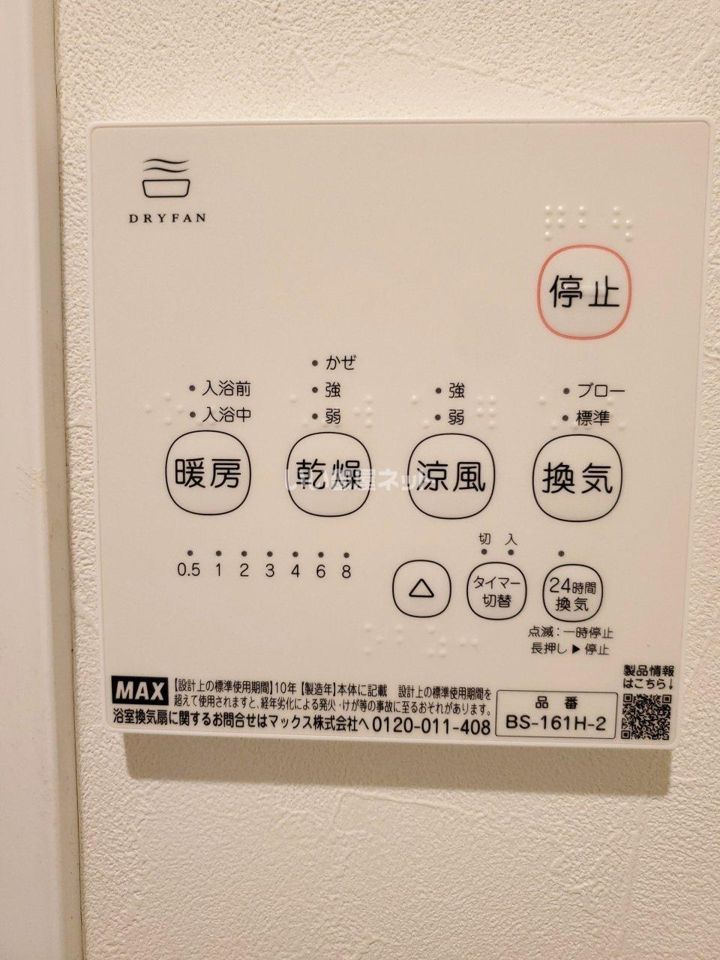 DRYFAN
停止
・かぜ
・入浴前 ・強 ・強 ・ブロー
・入浴中 ・弱 ・弱 ・標準
暖房 乾燥 涼風 換気
0.5 1 2 3 4 6 8
切 入
△
タイマー
切替
24時間
換気
点滅:一時停止
長押し▶停止
製品情報
はこちら↓
MAX
【設計上の標準使用期間】10年【製造年】本体に記載 設計上の標準使用期間を
超えて使用されますと、経年劣化による発火・けが等の事故に至るおそれがあります。
浴室換気扇に関するお問合せはマックス株式会社へ 0120-011-408
品番
BS-161H-2